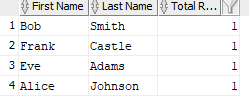 First Name Last Name Total R...
1 Bob Smith 1
2 Frank Castle 1
3 Eve Adams 1
4 Alice Johnson 1